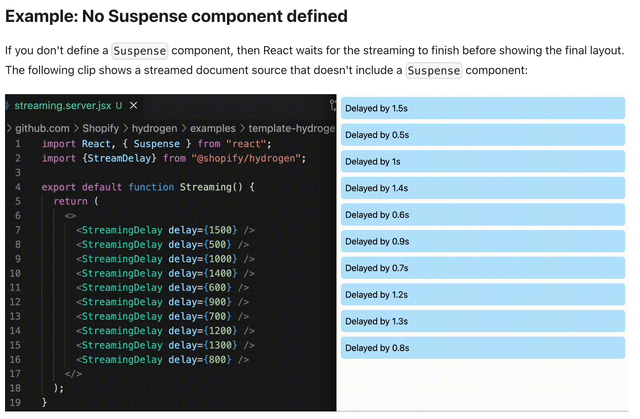 Example: No Suspense component defined
If you don't define a Suspense component, then React waits for the streaming to finish before showing the final layout.
The following clip shows a streamed document source that doesn't include a Suspense component:
streaming.server.jsx U ×
> github.com > Shopify > hydrogen > examples > template-hydroge
1 import React, { Suspense } from "react";
2 import {StreamDelay} from "@shopify/hydrogen";
3
4 export default function Streaming() {
5 return (
6 <>
7 <StreamingDelay delay={1500} />
8 <StreamingDelay delay={500} />
9 <StreamingDelay delay={1000} />
10 <StreamingDelay delay={1400} />
11 <StreamingDelay delay={600} />
12 <StreamingDelay delay={900} />
13 <StreamingDelay delay={700} />
14 <StreamingDelay delay={1200} />
15 <StreamingDelay delay={1300} />
16 <StreamingDelay delay={800} />
17 </>
18 );
19 }
Delayed by 1.5s
Delayed by 0.5s
Delayed by 1s
Delayed by 1.4s
Delayed by 0.6s
Delayed by 0.9s
Delayed by 0.7s
Delayed by 1.2s
Delayed by 1.3s
Delayed by 0.8s